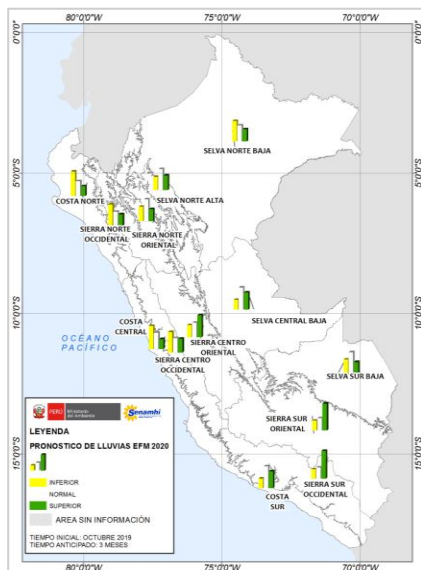 80°0'0"W 75°0'0"W 70°0'0"W
0°0'0" 0°0'0"
SELVA NORTE BAJA
5°0'0"S 5°0'0"S
COSTA NORTE
SELVA NORTE ALTA
SIERRA NORTE
OCCIDENTAL
SIERRA NORTE
ORIENTAL
10°0'0"S 10°0'0"S
SELVA CENTRAL BAJA
COSTA
CENTRAL
SIERRA CENTRO
ORIENTAL
OCÉANO
PACÍFICO
SIERRA CENTRO
OCCIDENTAL
SELVA SUR BAJA
PERÚ Ministerio
del Ambiente
Senamhi
LEYENDA
PRONOSTICO DE LLUVIAS EFM 2020
INFERIOR
NORMAL
SUPERIOR
AREA SIN INFORMACIÓN
TIEMPO INICIAL: OCTUBRE 2019
TIEMPO ANTICIPADO: 3 MESES
SIERRA SUR
ORIENTAL
15°0'0"S 15°0'0"S
SIERRA SUR
OCCIDENTAL
COSTA
SUR
80°0'0"W 75°0'0"W 70°0'0"W